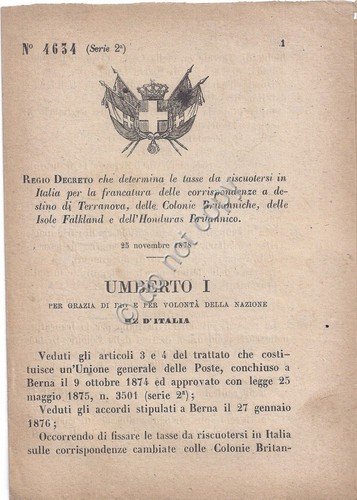 N° 4634 (Serie 2ª)
1
REGIO DECRETO che determina le tasse da riscuotersi in
Italia per la francatura delle corrispondenze a de-
stino di Terranova, delle Colonie Britanniche, delle
Isole Falkland e dell'Honduras Britannico.
25 novembre 1878
UMBERTO I
PER GRAZIA DI DIO E PER VOLONTÀ DELLA NAZIONE
RE D'ITALIA
Veduti gli articoli 3 e 4 del trattato che costi-
tuisce un'Unione generale delle Poste, conchiuso a
Berna il 9 ottobre 1874 ed approvato con legge 25
maggio 1875, n. 3501 (serie 2ª);
Veduti gli accordi stipulati a Berna il 27 gennaio
1876;
Occorrendo di fissare le tasse da riscuotersi in Italia
sulle corrispondenze cambiate colle Colonie Britan-